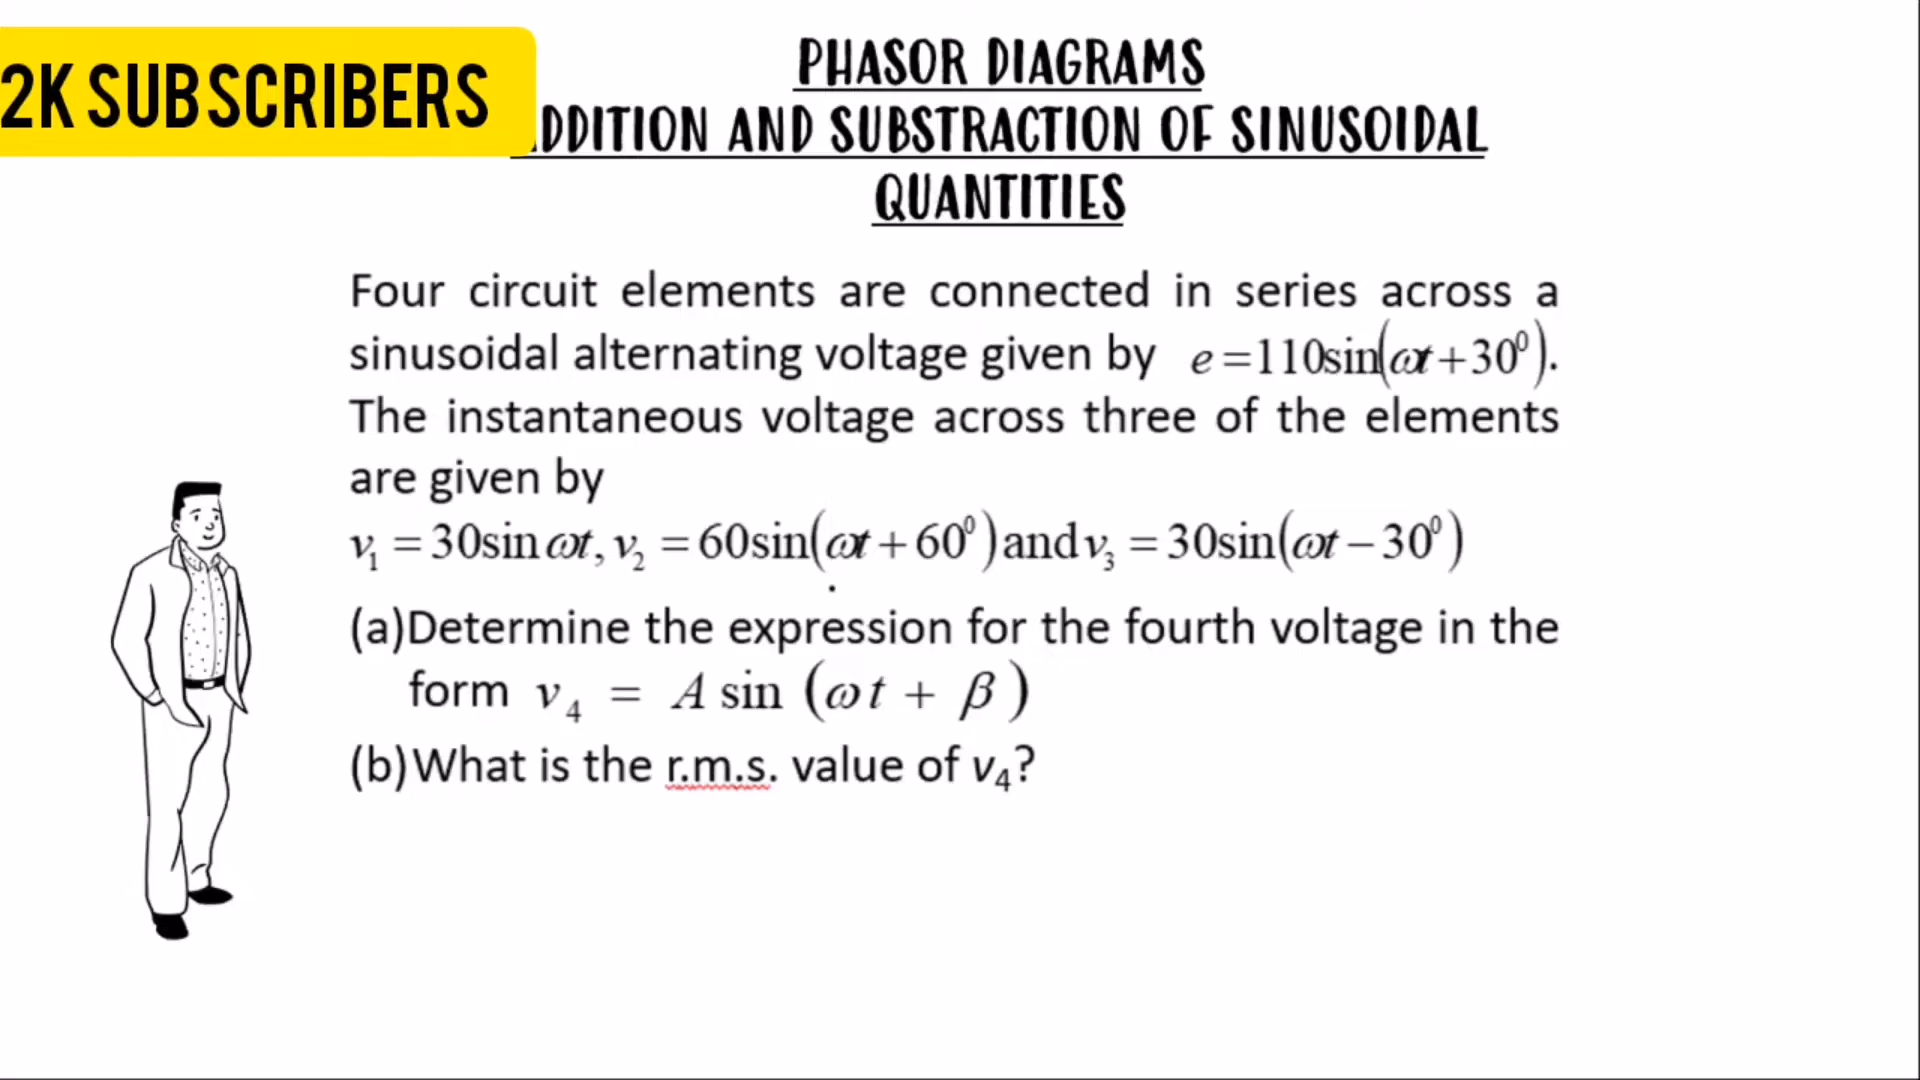 2K SUBSCRIBERS
PHASOR DIAGRAMS
DDITION AND SUBSTRACTION OF SINUSOIDAL
QUANTITIES
Four circuit elements are connected in series across a
sinusoidal alternating voltage given by e=110sin(ωt+30⁰).
The instantaneous voltage across three of the elements
are given by
v₁ = 30sin ωt, v₂ = 60sin(ωt + 60⁰) and v₃ = 30sin(ωt − 30⁰)
(a)Determine the expression for the fourth voltage in the
form v₄ = A sin (ωt + β)
(b)What is the r.m.s. value of v₄?